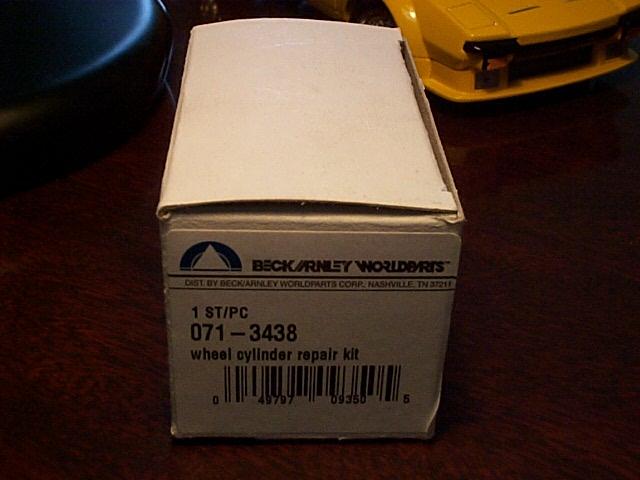 BECK/ARNLEY WORLDPARTS™
DIST. BY BECK/ARNLEY WORLDPARTS CORP., NASHVILLE, TN 37211
1 ST/PC
071-3438
wheel cylinder repair kit
0 49797 09350 5